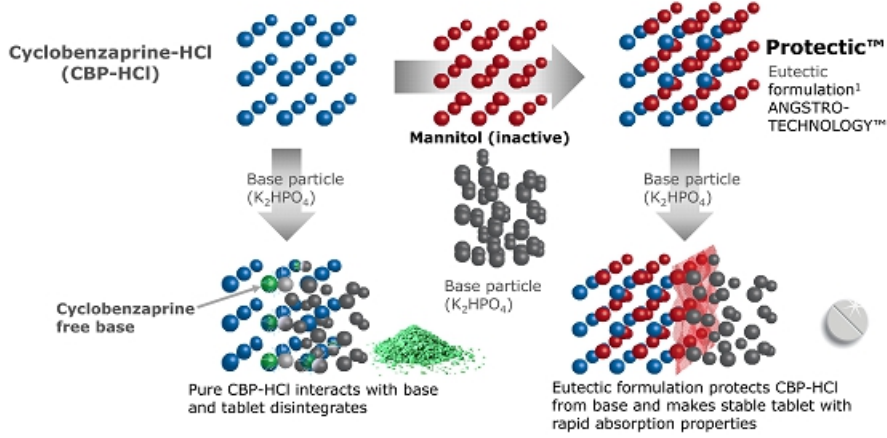 Cyclobenzaprine-HCl
(CBP-HCl)
Mannitol (inactive)
Protectic™
Eutectic
formulation¹
ANGSTRO-
TECHNOLOGY™
Base particle
(K₂HPO₄)
Base particle
(K₂HPO₄)
Base particle
(K₂HPO₄)
Cyclobenzaprine
free base
Pure CBP-HCl interacts with base
and tablet disintegrates
Eutectic formulation protects CBP-HCl
from base and makes stable tablet with
rapid absorption properties